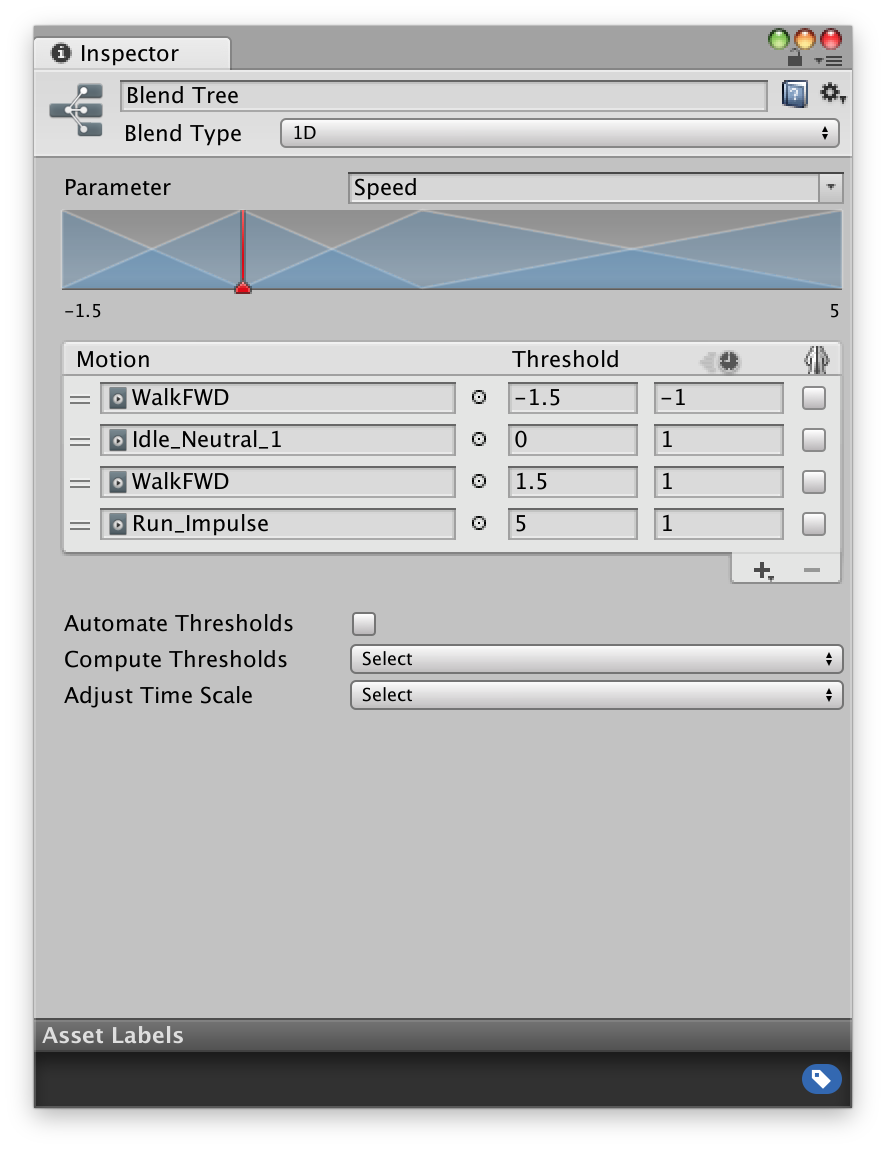 Inspector
Blend Tree
Blend Type 1D
Parameter Speed
-1.5 5
Motion Threshold
WalkFWD -1.5 -1
Idle_Neutral_1 0 1
WalkFWD 1.5 1
Run_Impulse 5 1
Automate Thresholds
Compute Thresholds Select
Adjust Time Scale Select
Asset Labels